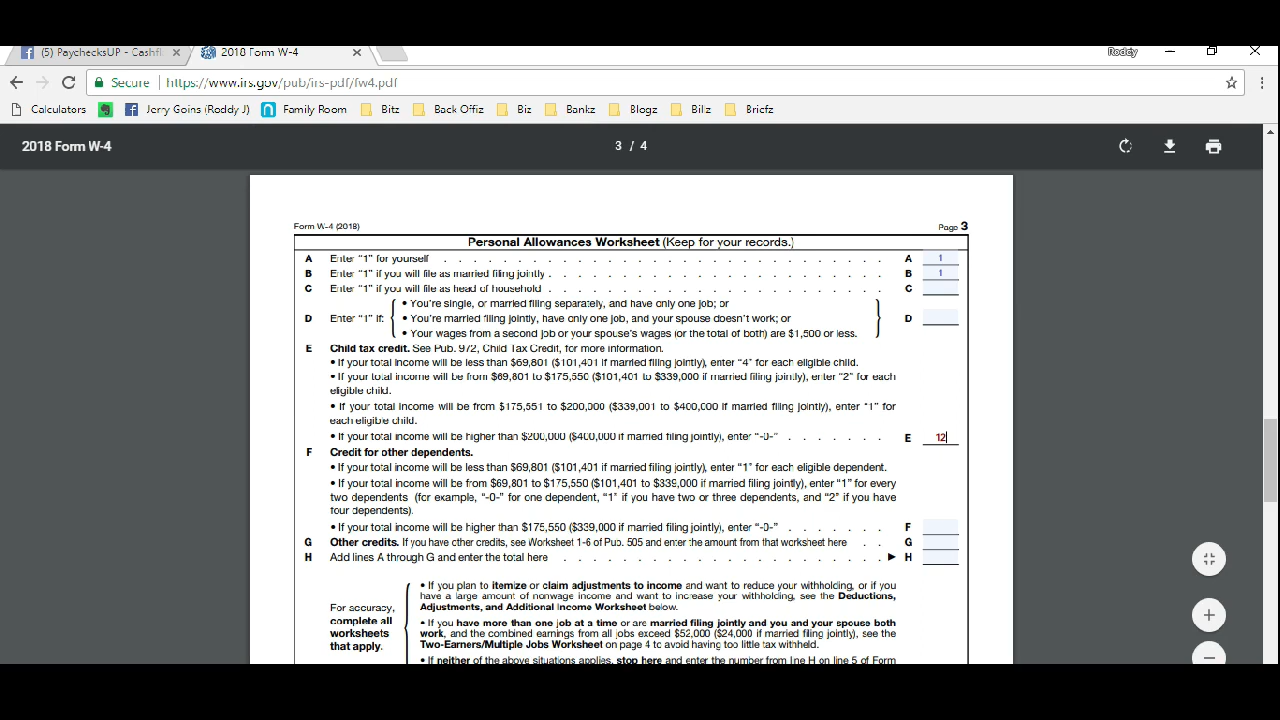 (5) PaychecksUP - Cashfl
2018 Form W-4
Roddy
Secure
https://www.irs.gov/pub/irs-pdf/fw4.pdf
Calculators
Jerry Goins (Roddy J)
Family Room
Bitz
Back Offiz
Biz
Bankz
Blogz
Billz
Briefz
2018 Form W-4
3 / 4
Form W-4 (2018)
Page 3
Personal Allowances Worksheet (Keep for your records.)
A Enter “1” for yourself . . . . . . . . . . . . . . . . . . . . . . . . . . . . . A 1
B Enter “1” if you will file as married filing jointly . . . . . . . . . . . . . . . . . . . . . . B 1
C Enter “1” if you will file as head of household . . . . . . . . . . . . . . . . . . . . . . C
• You’re single, or married filing separately, and have only one job; or
D Enter “1” if: { • You’re married filing jointly, have only one job, and your spouse doesn’t work; or } D
• Your wages from a second job or your spouse’s wages (or the total of both) are $1,500 or less.
E Child tax credit. See Pub. 972, Child Tax Credit, for more information.
• If your total income will be less than $69,801 ($101,401 if married filing jointly), enter “4” for each eligible child.
• If your total income will be from $69,801 to $175,550 ($101,401 to $339,000 if married filing jointly), enter “2” for each
eligible child.
• If your total income will be from $175,551 to $200,000 ($339,001 to $400,000 if married filing jointly), enter “1” for
each eligible child.
• If your total income will be higher than $200,000 ($400,000 if married filing jointly), enter “-0-” . . . . . . . E 12
F Credit for other dependents.
• If your total income will be less than $69,801 ($101,401 if married filing jointly), enter “1” for each eligible dependent.
• If your total income will be from $69,801 to $175,550 ($101,401 to $339,000 if married filing jointly), enter “1” for every
two dependents (for example, “-0-” for one dependent, “1” if you have two or three dependents, and “2” if you have
four dependents).
• If your total income will be higher than $175,550 ($339,000 if married filing jointly), enter “-0-” . . . . . . . F
G Other credits. If you have other credits, see Worksheet 1-6 of Pub. 505 and enter the amount from that worksheet here . . G
H Add lines A through G and enter the total here . . . . . . . . . . . . . . . . . . . . . ▶ H
• If you plan to itemize or claim adjustments to income and want to reduce your withholding, or if you
have a large amount of nonwage income and want to increase your withholding, see the Deductions,
Adjustments, and Additional Income Worksheet below.
For accuracy,
complete all
worksheets
that apply.
• If you have more than one job at a time or are married filing jointly and you and your spouse both
work, and the combined earnings from all jobs exceed $52,000 ($24,000 if married filing jointly), see the
Two-Earners/Multiple Jobs Worksheet on page 4 to avoid having too little tax withheld.
• If neither of the above situations applies, stop here and enter the number from line H on line 5 of Form